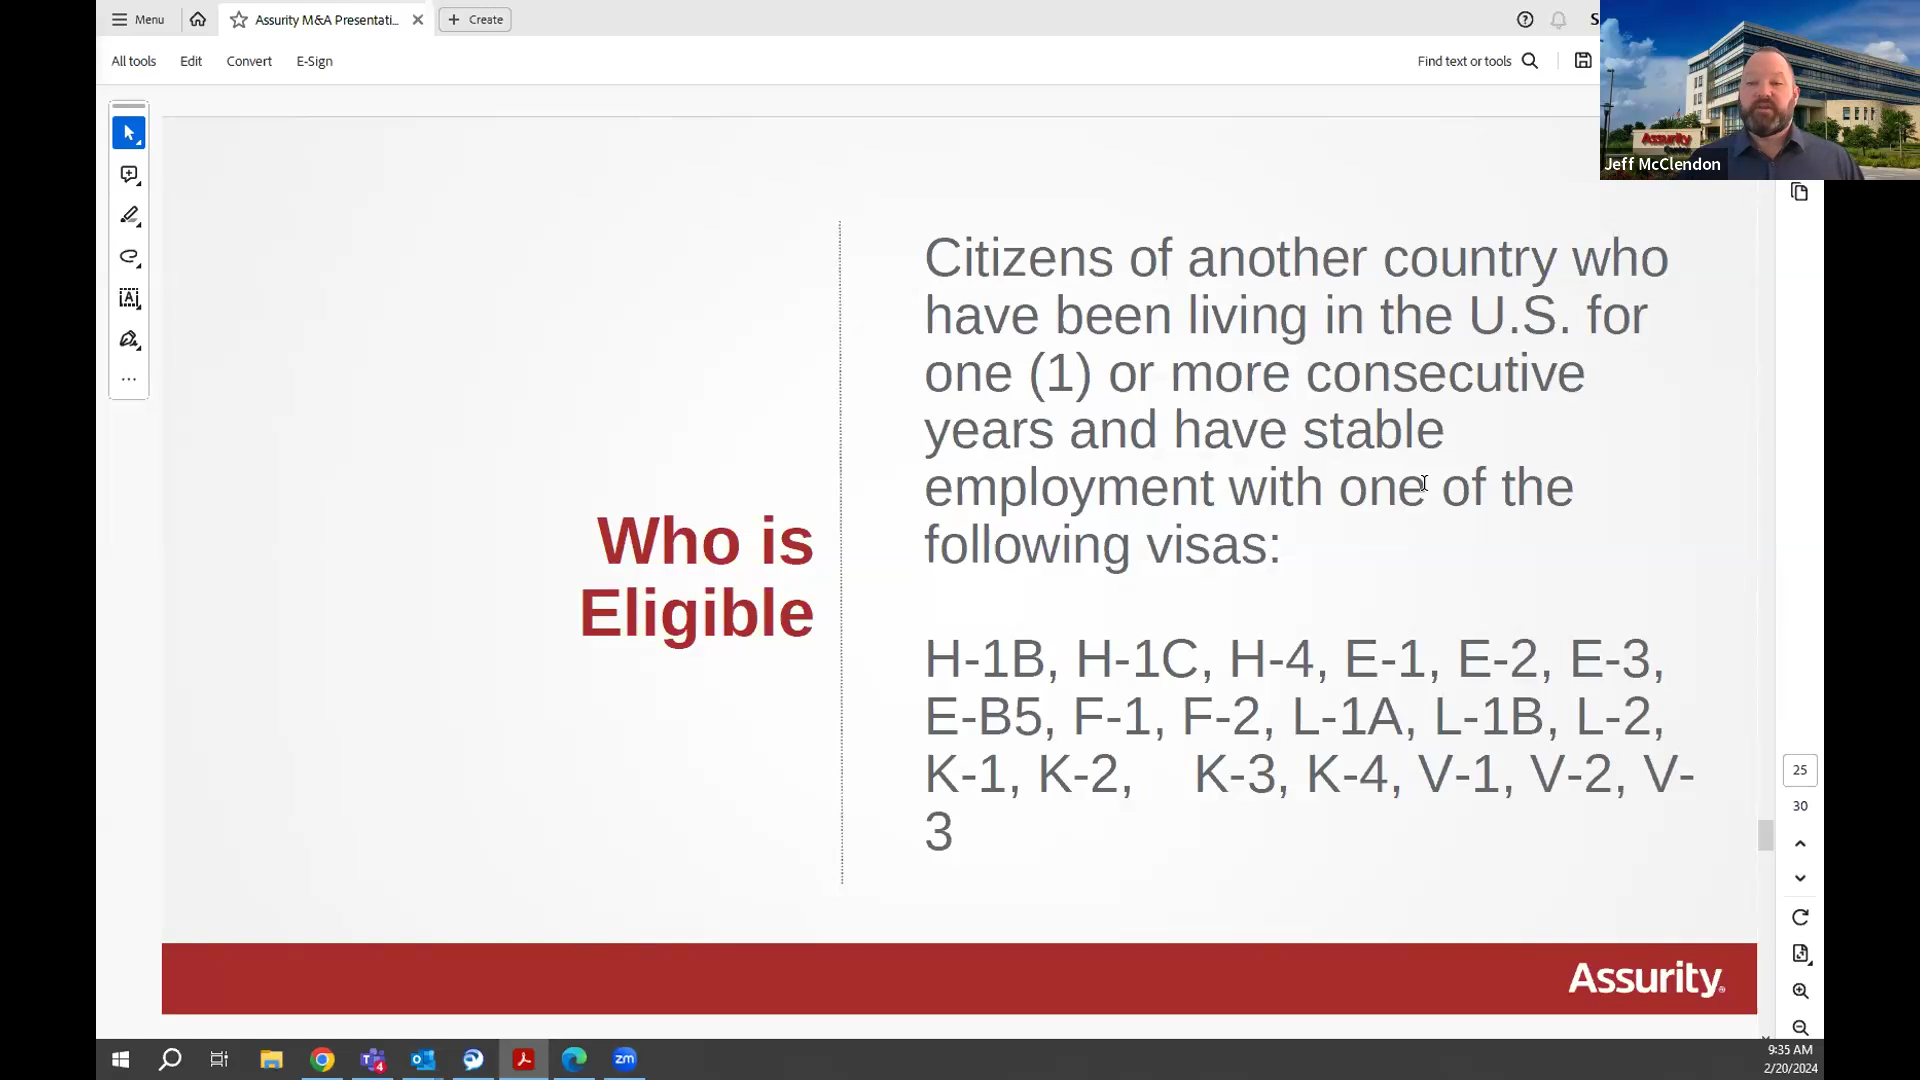 Menu
Assurity M&A Presentati...
Create
S
All tools
Edit
Convert
E-Sign
Find text or tools
Assurity
Jeff McClendon
Who is
Eligible
Citizens of another country who
have been living in the U.S. for
one (1) or more consecutive
years and have stable
employment with one of the
following visas:
H-1B, H-1C, H-4, E-1, E-2, E-3,
E-B5, F-1, F-2, L-1A, L-1B, L-2,
K-1, K-2, K-3, K-4, V-1, V-2, V-
3
25
30
Assurity
4
zm
9:35 AM
2/20/2024